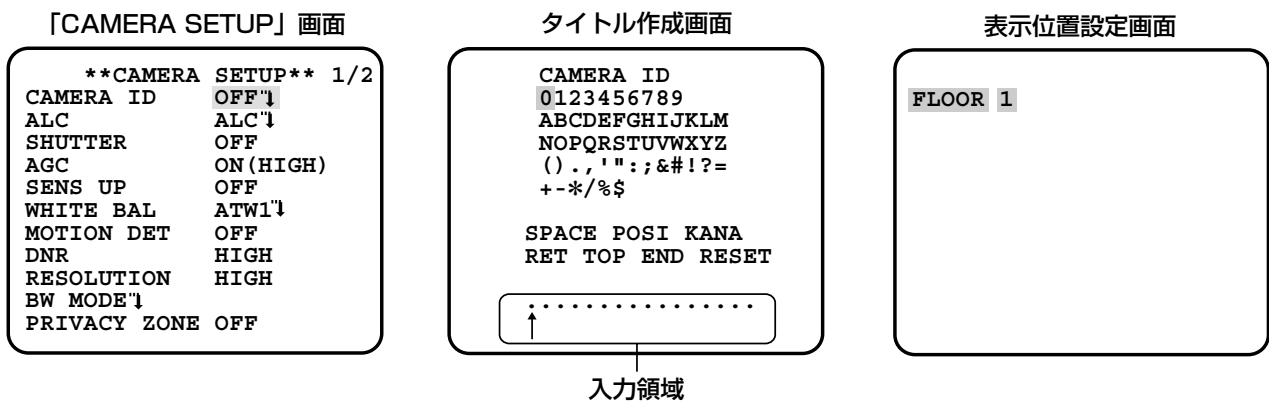 「CAMERA SETUP」画面
**CAMERA SETUP** 1/2
CAMERA ID OFF
ALC ALC
SHUTTER OFF
AGC ON(HIGH)
SENS UP OFF
WHITE BAL ATW1
MOTION DET OFF
DNR HIGH
RESOLUTION HIGH
BW MODE
PRIVACY ZONE OFF
タイトル作成画面
CAMERA ID
0123456789
ABCDEFGHIJKLM
NOPQRSTUVWXYZ
().,'":;&#!?=
+-*/%$
SPACE POSI KANA
RET TOP END RESET
................
入力領域
表示位置設定画面
FLOOR 1